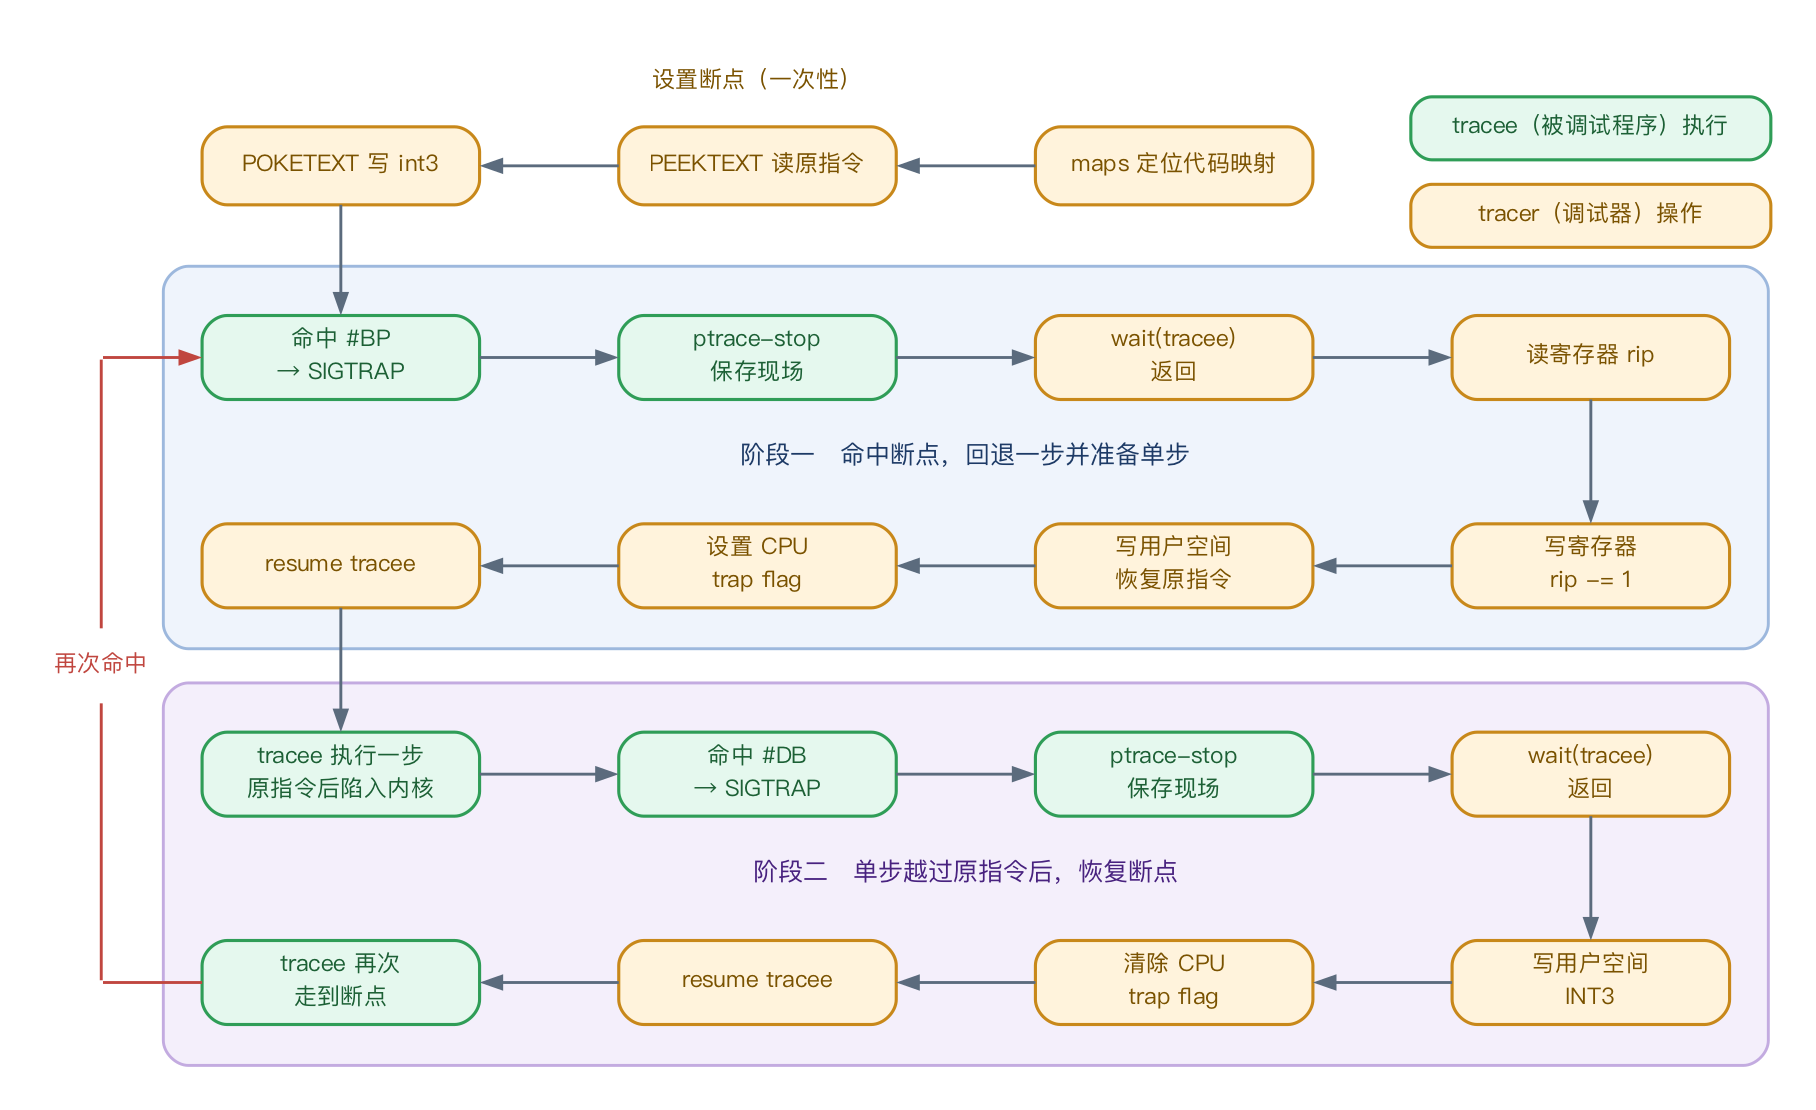 设置断点（一次性）
tracee（被调试程序）执行
POKETEXT 写 int3
PEEKTEXT 读原指令
maps 定位代码映射
tracer（调试器）操作
命中 #BP
→ SIGTRAP
ptrace-stop
保存现场
wait(tracee)
返回
读寄存器 rip
阶段一 命中断点，回退一步并准备单步
resume tracee
设置 CPU
trap flag
写用户空间
恢复原指令
写寄存器
rip -= 1
再次命中
tracee 执行一步
原指令后陷入内核
命中 #DB
→ SIGTRAP
ptrace-stop
保存现场
wait(tracee)
返回
阶段二 单步越过原指令后，恢复断点
tracee 再次
走到断点
resume tracee
清除 CPU
trap flag
写用户空间
INT3